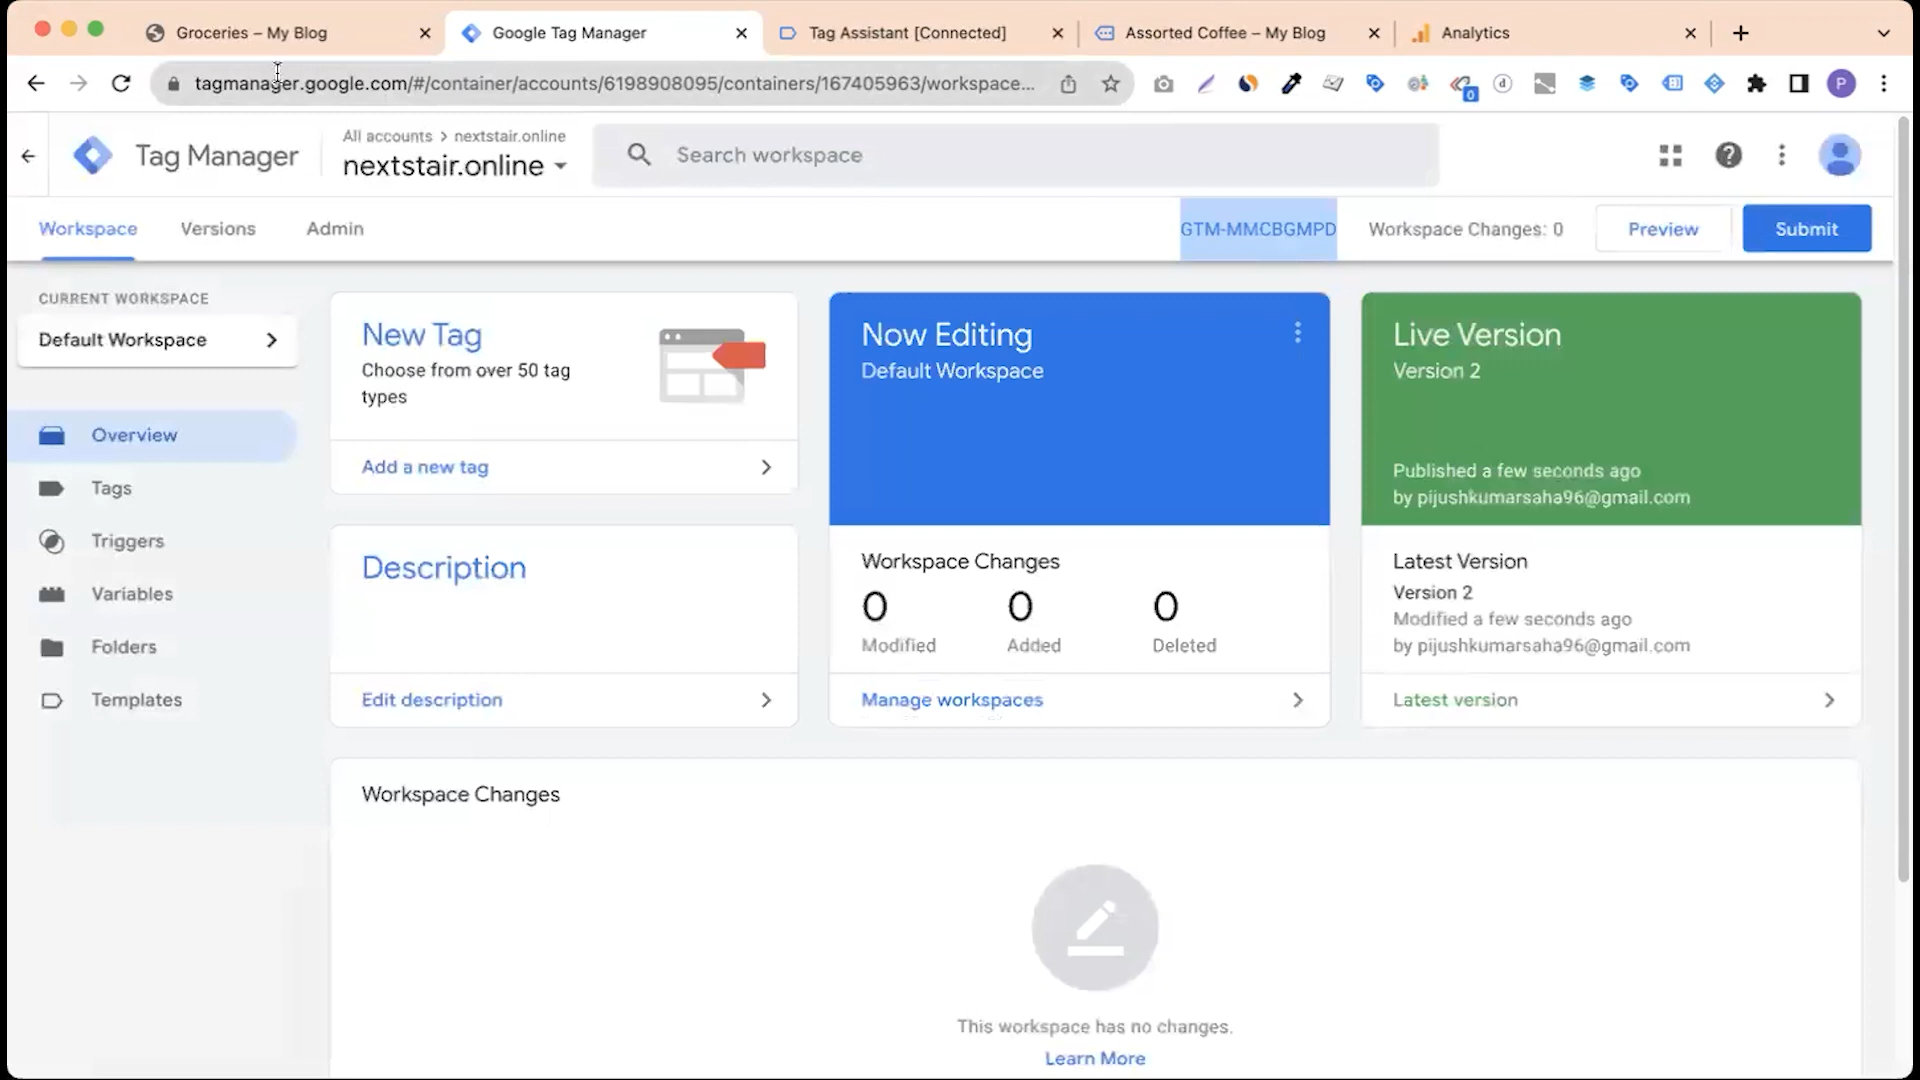 Groceries – My Blog
Google Tag Manager
Tag Assistant [Connected]
Assorted Coffee – My Blog
Analytics
tagmanager.google.com/#/container/accounts/6198908095/containers/167405963/workspace...
0
d
P
Tag Manager
All accounts > nextstair.online
nextstair.online
Search workspace
Workspace
Versions
Admin
GTM-MMCBGMPD
Workspace Changes: 0
Preview
Submit
CURRENT WORKSPACE
Default Workspace
Overview
Tags
Triggers
Variables
Folders
Templates
New Tag
Choose from over 50 tag
types
Add a new tag
Description
Edit description
Now Editing
Default Workspace
Workspace Changes
0 0 0
Modified Added Deleted
Manage workspaces
Live Version
Version 2
Published a few seconds ago
by pijushkumarsaha96@gmail.com
Latest Version
Version 2
Modified a few seconds ago
by pijushkumarsaha96@gmail.com
Latest version
Workspace Changes
This workspace has no changes.
Learn More